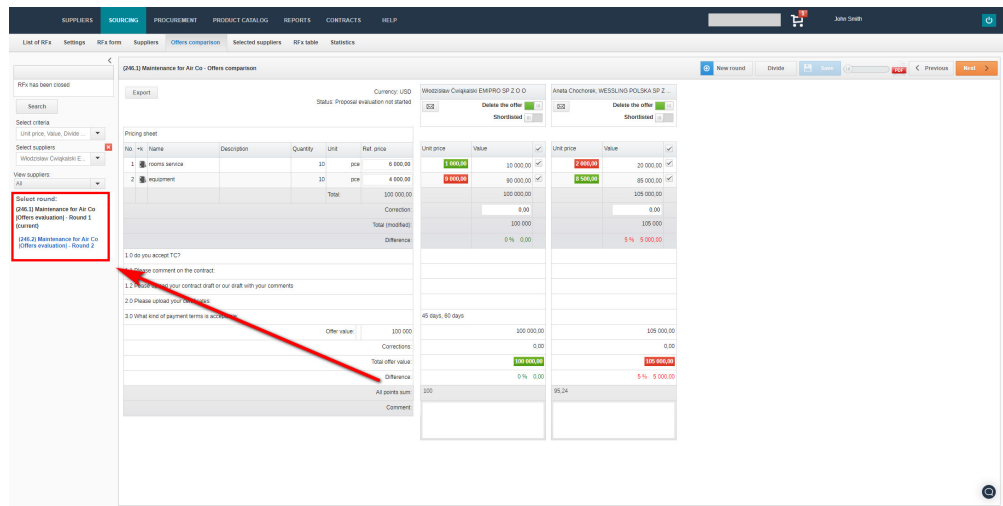 SUPPLIERS SOURCING PROCUREMENT PRODUCT CATALOG REPORTS CONTRACTS HELP John Smith
List of RFx Settings RFx form Suppliers Offers comparison Selected suppliers RFx table Statistics
(246.1) Maintenance for Air Co - Offers comparison New round Divide Save PDF Previous Next
RFx has been closed
Search
Select criteria
Unit price, Value, Divide ...
Select suppliers
Włodzisław Ćwiąkalski E...
View suppliers:
All
Select round:
(246.1) Maintenance for Air Co
(Offers evaluation) - Round 1
(current)
(246.2) Maintenance for Air Co
(Offers evaluation) - Round 2
Export
Currency: USD
Status: Proposal evaluation not started
Włodzisław Ćwiąkalski EMIPRO SP Z O O
Delete the offer
Shortlisted
Aneta Chochorek, WESSLING POLSKA SP Z ...
Delete the offer
Shortlisted
Pricing sheet
No. Name Description Quantity Unit Ref. price Unit price Value Unit price Value
1 rooms service 10 pce 6 000,00 1 000,00 10 000,00 2 000,00 20 000,00
2 equipment 10 pce 4 000,00 9 000,00 90 000,00 8 500,00 85 000,00
Total: 100 000,00 100 000,00 105 000,00
Correction: 0,00 0,00
Total (modified): 100 000 105 000
Difference: 0 % 0,00 5 % 5 000,00
1.0 do you accept TC?
Please comment on the contract:
1.2 Please upload your contract draft or our draft with your comments
2.0 Please upload your certificates:
3.0 What kind of payment terms is acceptable 45 days, 60 days
Offer value: 100 000 100 000,00 105 000,00
Corrections: 0,00 0,00
Total offer value: 100 000,00 105 000,00
Difference: 0 % 0,00 5 % 5 000,00
All points sum: 100 95,24
Comment: